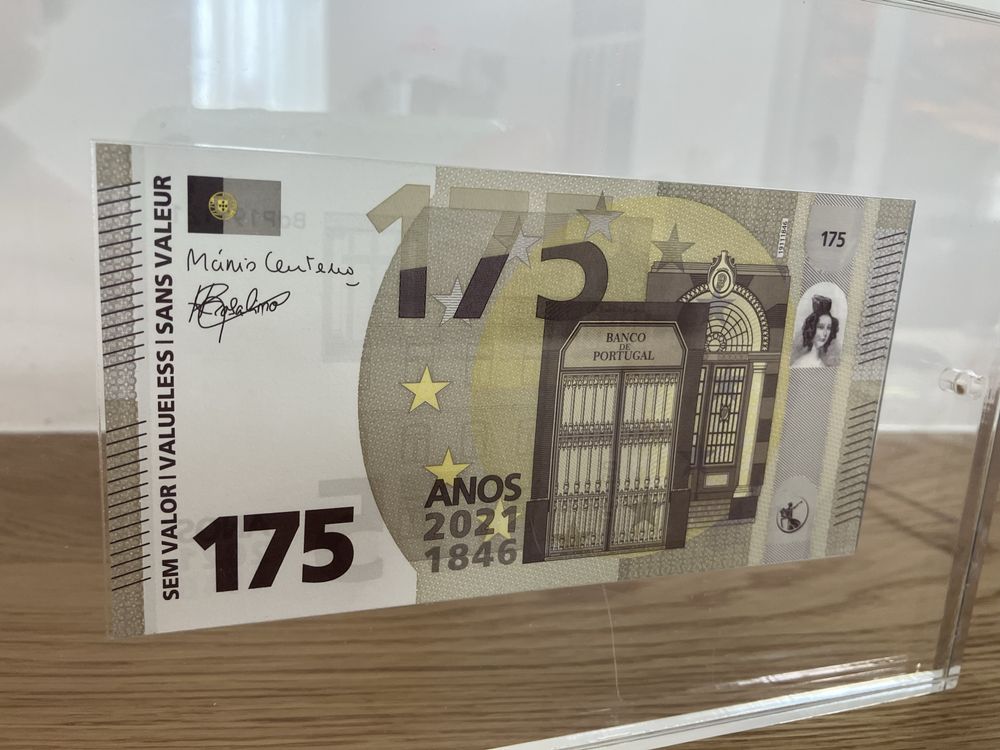 SEM VALOR | VALUELESS | SANS VALEUR
Mário Centeno
175
175
BANCO
DE
PORTUGAL
ANOS
2021
1846
175